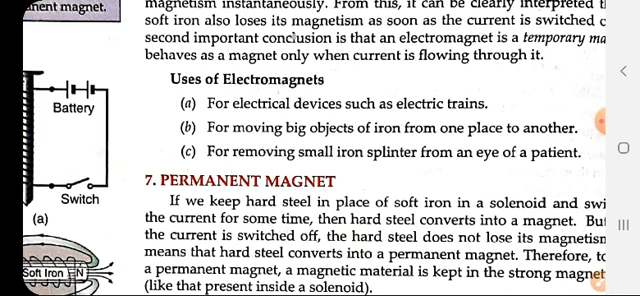 anent magnet.
magnetism instantaneously. From this, it can be clearly interpreted
soft iron also loses its magnetism as soon as the current is switched
second important conclusion is that an electromagnet is a temporary
behaves as a magnet only when current is flowing through it.
Uses of Electromagnets
(a) For electrical devices such as electric trains.
(b) For moving big objects of iron from one place to another.
(c) For removing small iron splinter from an eye of a patient.
7. PERMANENT MAGNET
If we keep hard steel in place of soft iron in a solenoid and
the current for some time, then hard steel converts into a magnet.
the current is switched off, the hard steel does not lose its
means that hard steel converts into a permanent magnet. Therefore,
a permanent magnet, a magnetic material is kept in the strong
(like that present inside a solenoid).
Battery
Switch
(a)
Soft Iron N